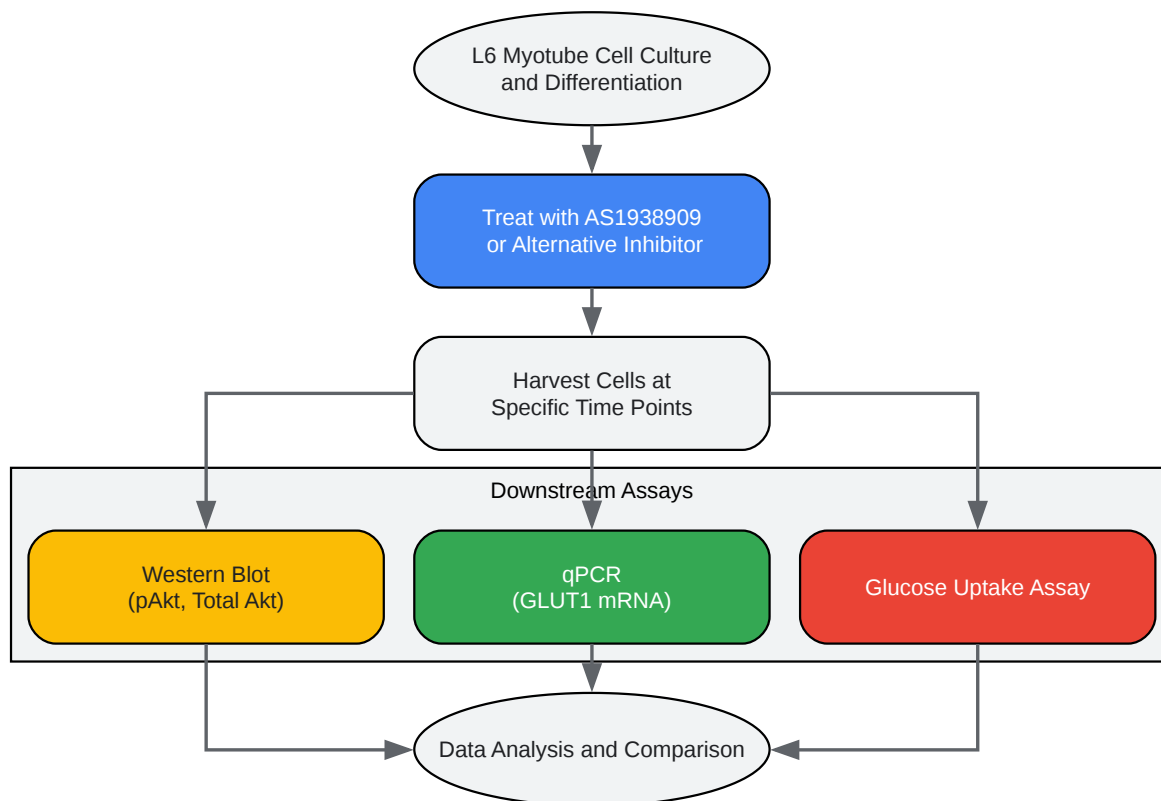 L6 Myotube Cell Culture
and Differentiation
Treat with AS1938909
or Alternative Inhibitor
Harvest Cells at
Specific Time Points
Downstream Assays
Western Blot
(pAkt, Total Akt)
qPCR
(GLUT1 mRNA)
Glucose Uptake Assay
Data Analysis and Comparison